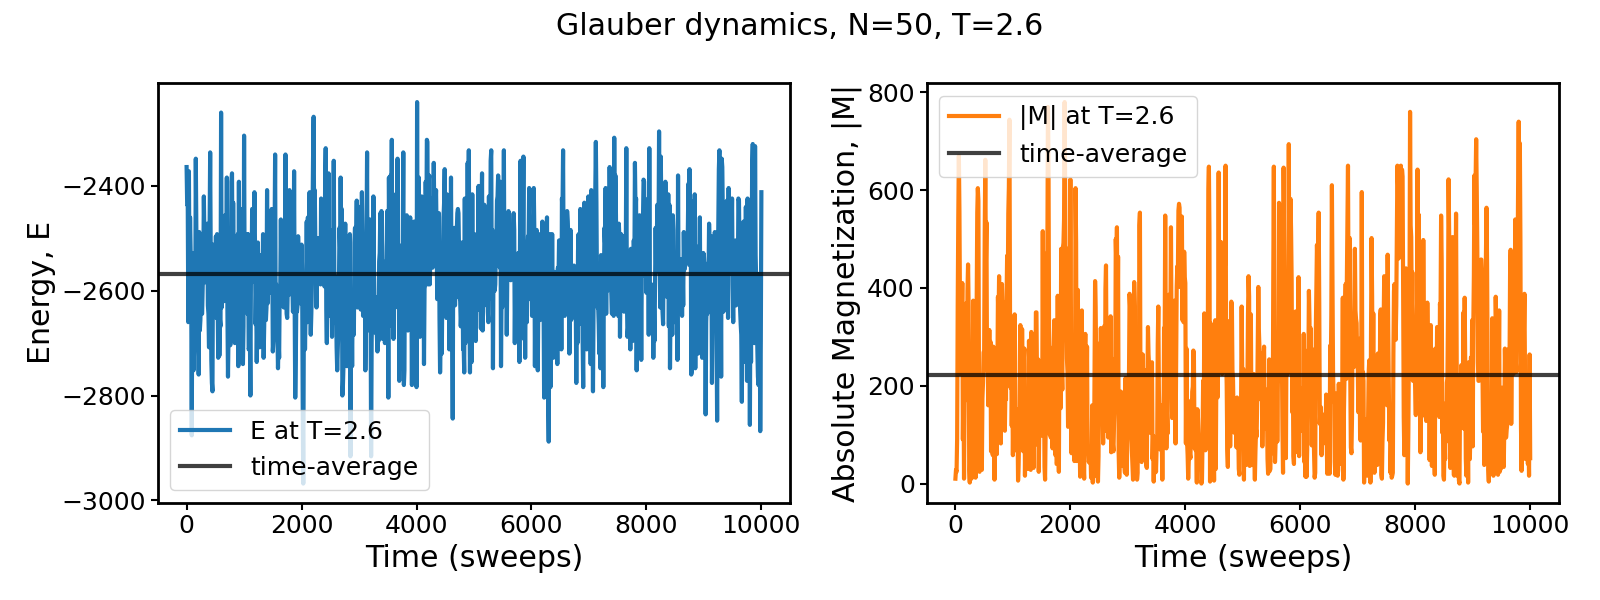 Glauber dynamics, N=50, T=2.6
Energy, E
−2400
−2600
−2800
−3000
E at T=2.6
time-average
0
2000
4000
6000
8000
10000
Time (sweeps)
Absolute Magnetization, |M|
800
600
400
200
0
|M| at T=2.6
time-average
0
2000
4000
6000
8000
10000
Time (sweeps)